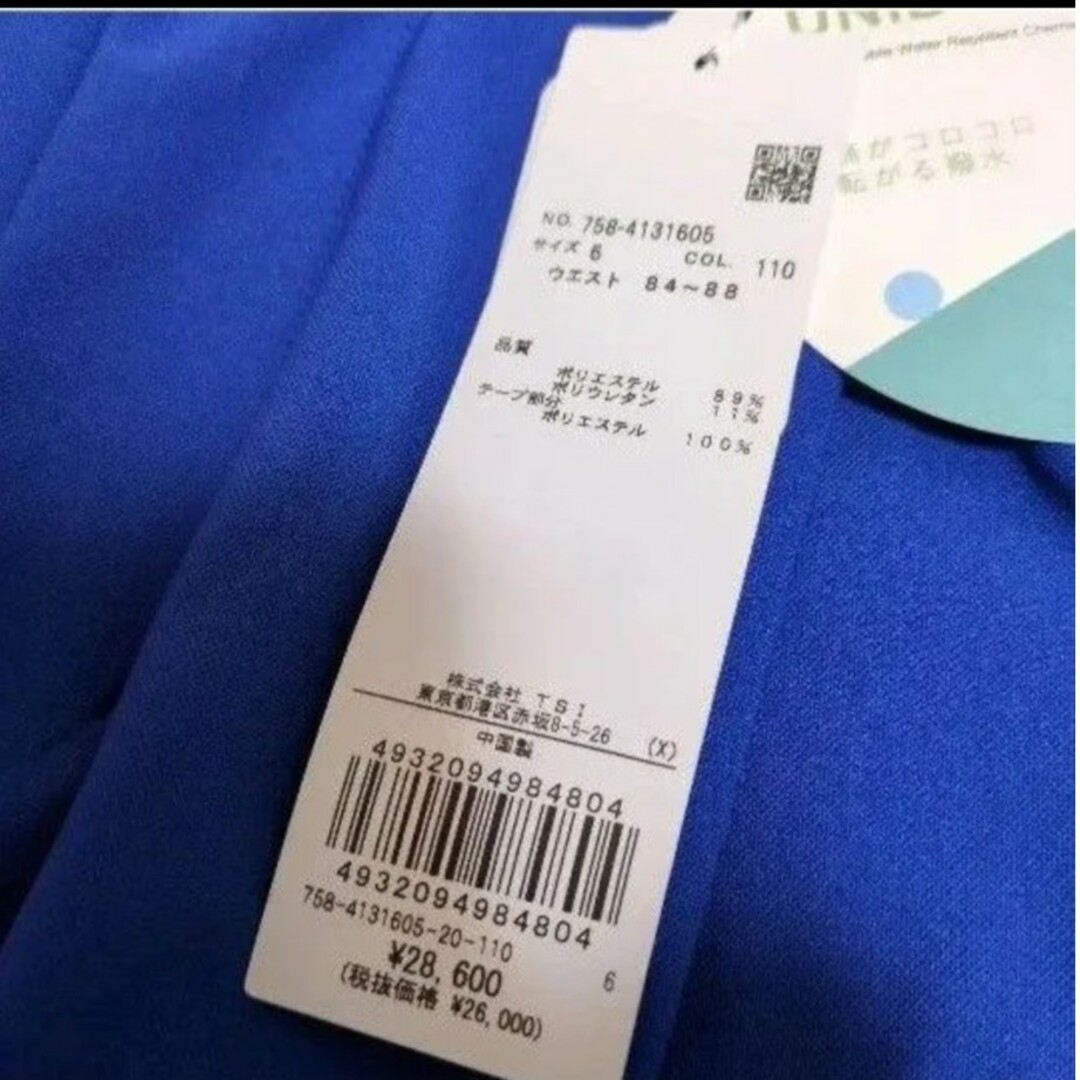 NO. 758-4131605
サイズ 6 COL. 110
ウエスト 84~88
品質
ポリエステル 89%
ポリウレタン 11%
テープ部分
ポリエステル 100%
株式会社 TSI
東京都港区赤坂8-5-26 (X)
中国製
4932094984804
4932094984804
758-4131605-20-110
6
¥28,600
(税抜価格 ¥26,000)
Water Repellent
がコロコロ
転がる撥水